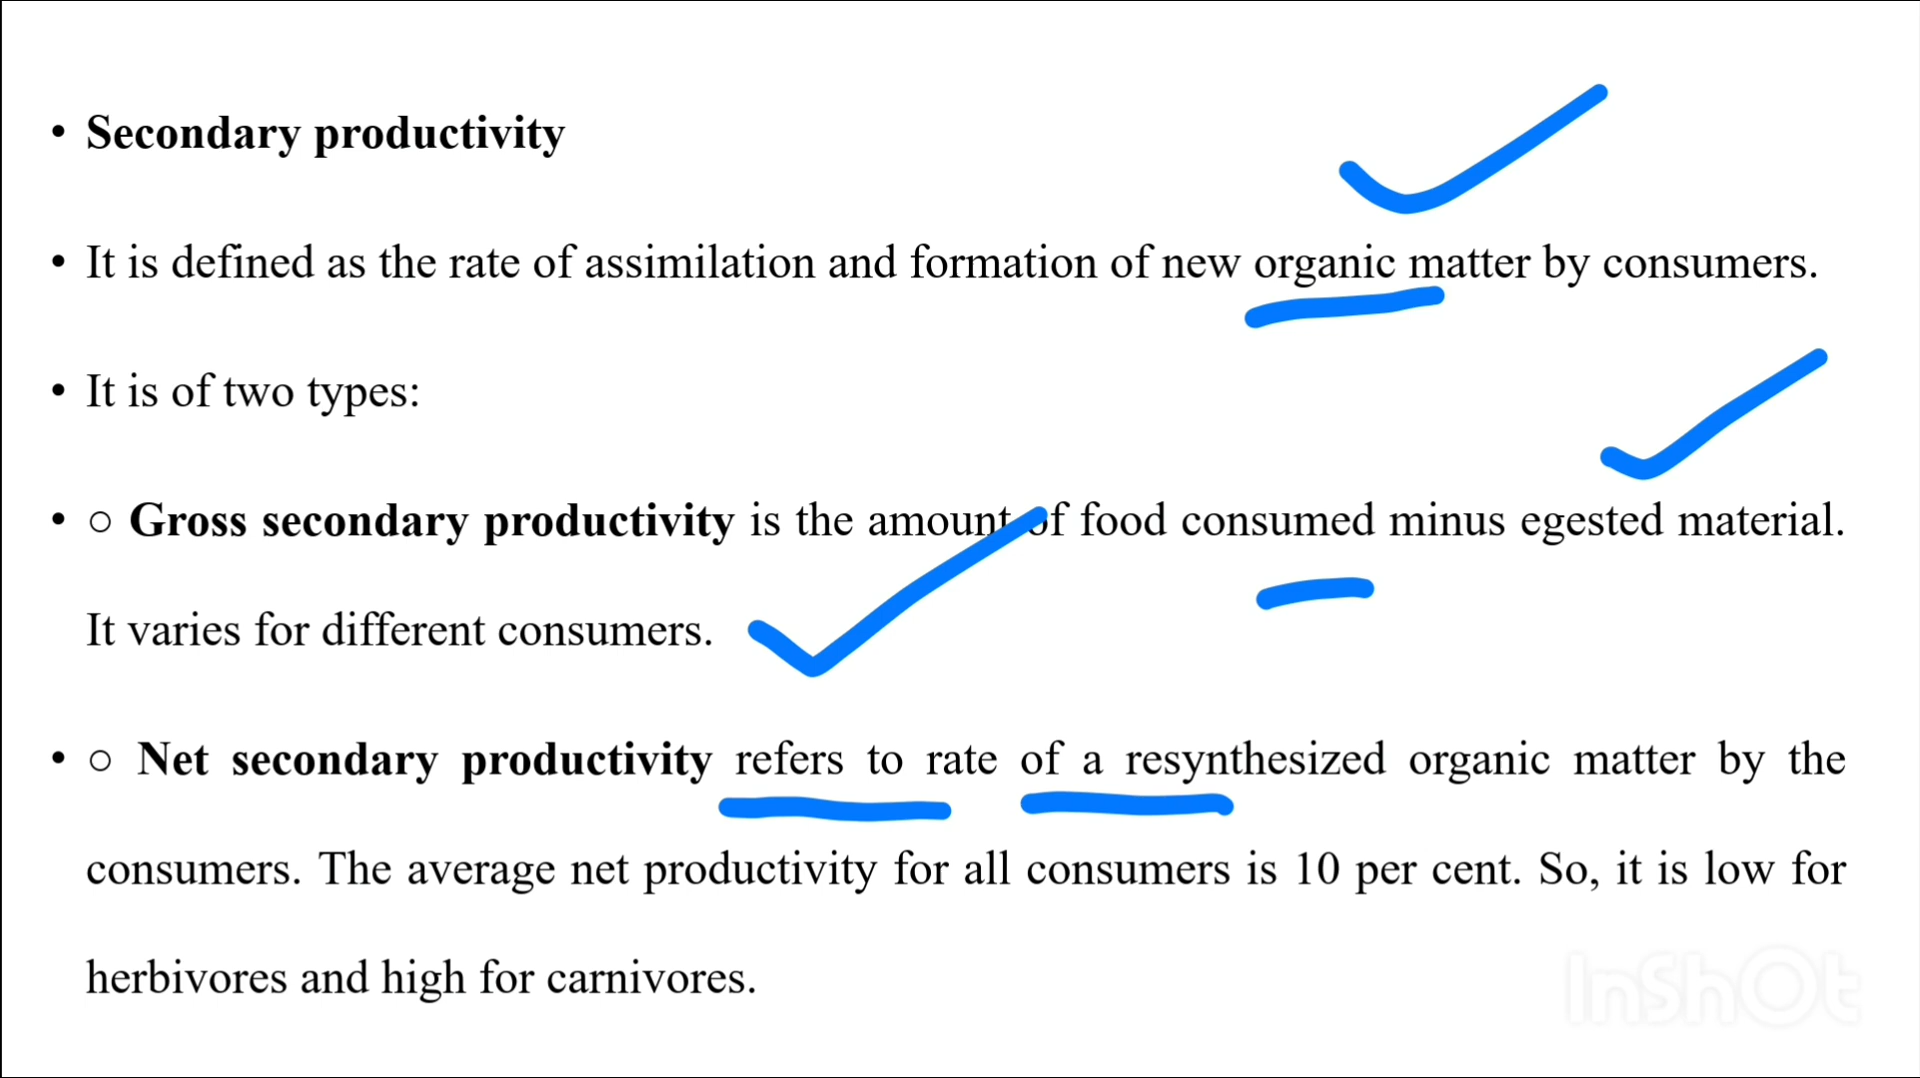 • Secondary productivity
• It is defined as the rate of assimilation and formation of new organic matter by consumers.
• It is of two types:
• ○ Gross secondary productivity is the amount of food consumed minus egested material.
It varies for different consumers.
• ○ Net secondary productivity refers to rate of a resynthesized organic matter by the
consumers. The average net productivity for all consumers is 10 per cent. So, it is low for
herbivores and high for carnivores.
InShOt